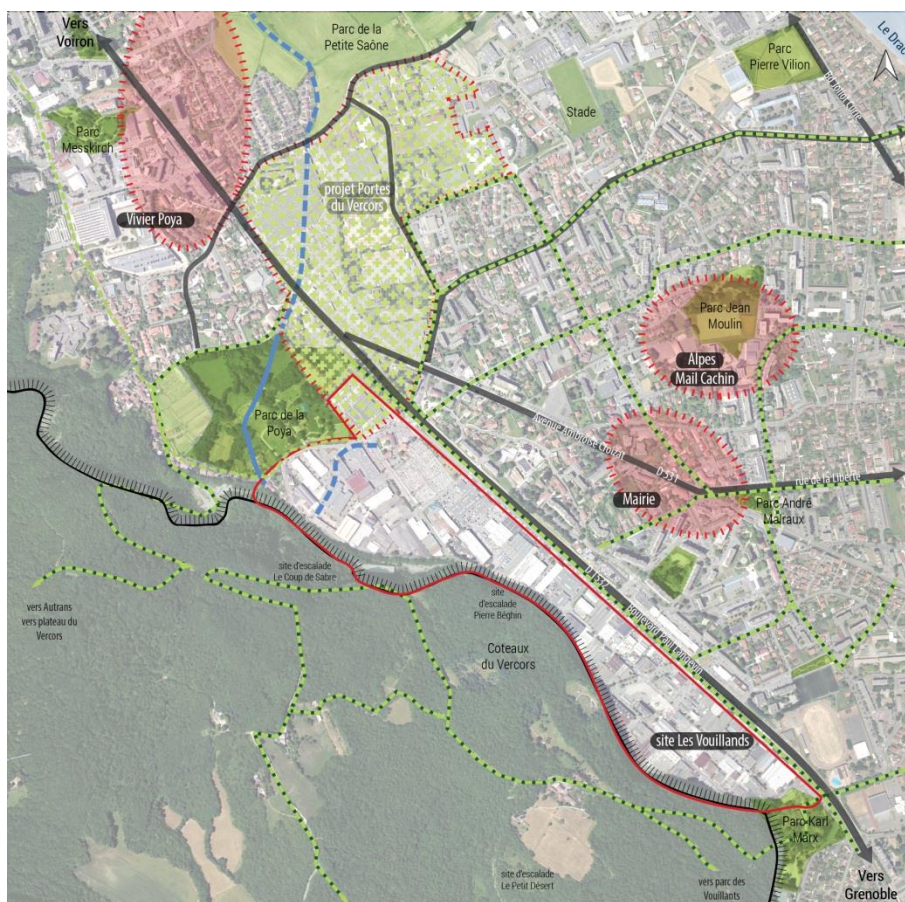 Vers
Voiron
Parc de la
Petite Saône
Le Drac
Parc
Pierre Vilion
Stade
Parc
Messkirch
projet Portes
du Vercors
Vivier Poya
Parc Jean
Moulin
Alpes
Mail Cachin
Parc de la
Poya
Avenue Ambroise Croizat
D 531
rue de la Liberté
Mairie
Parc André
Malraux
site d'escalade
Le Coup de Sabre
D 1532
Boulevard Paul Langevin
site
d'escalade
Pierre Béghin
vers Autrans
vers plateau du
Vercors
Coteaux
du Vercors
site Les Vouillands
Parc Karl
Marx
site d'escalade
Le Petit Désert
vers parc des
Vouillants
Vers
Grenoble